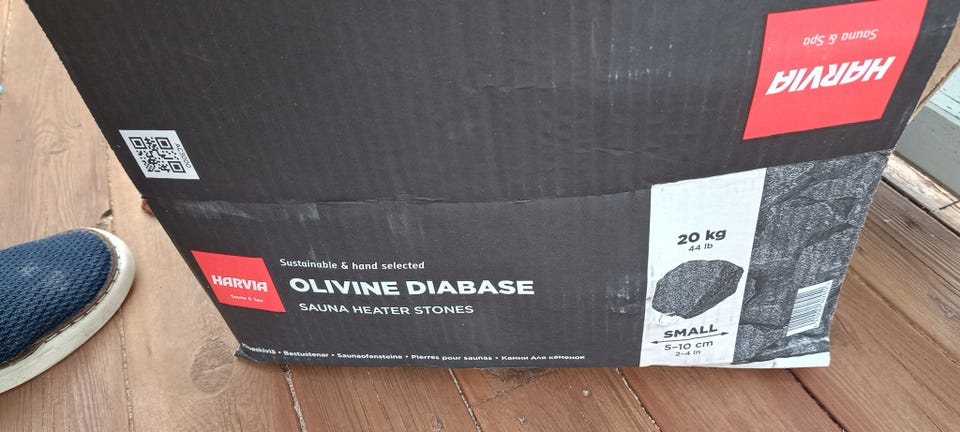 HARVIA
Sauna & Spa
Sustainable & hand selected
HARVIA
Sauna & Spa
OLIVINE DIABASE
SAUNA HEATER STONES
• Bastustenar • Saunaofensteine • Pierres pour saunas • Камни для каменок
20 kg
44 lb
SMALL
5–10 cm
2–4 in